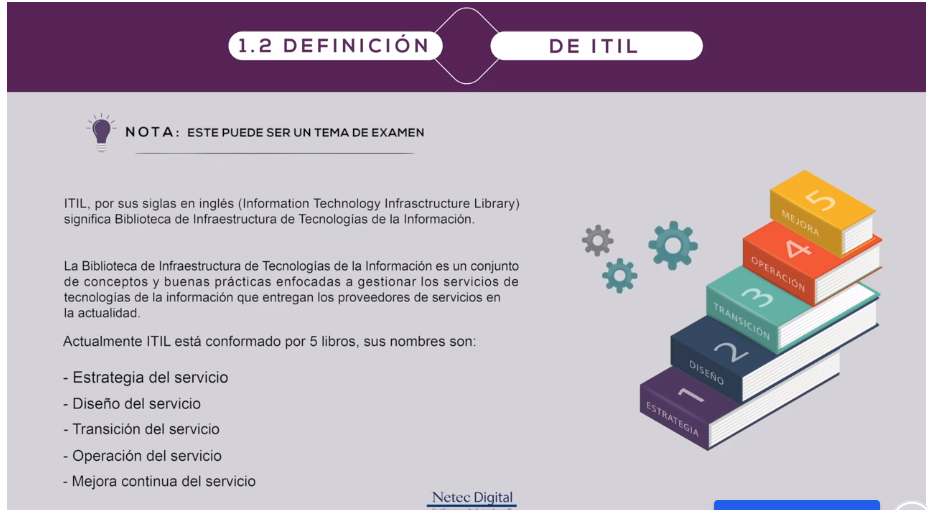 1.2 DEFINICIÓN DE ITIL
NOTA: ESTE PUEDE SER UN TEMA DE EXAMEN
ITIL, por sus siglas en inglés (Information Technology Infrasctructure Library)
significa Biblioteca de Infraestructura de Tecnologías de la Información.
La Biblioteca de Infraestructura de Tecnologías de la Información es un conjunto
de conceptos y buenas prácticas enfocadas a gestionar los servicios de
tecnologías de la información que entregan los proveedores de servicios en
la actualidad.
Actualmente ITIL está conformado por 5 libros, sus nombres son:
- Estrategia del servicio
- Diseño del servicio
- Transición del servicio
- Operación del servicio
- Mejora continua del servicio
5
MEJORA
4
OPERACIÓN
3
TRANSICIÓN
2
DISEÑO
1
ESTRATEGIA
Netec Digital